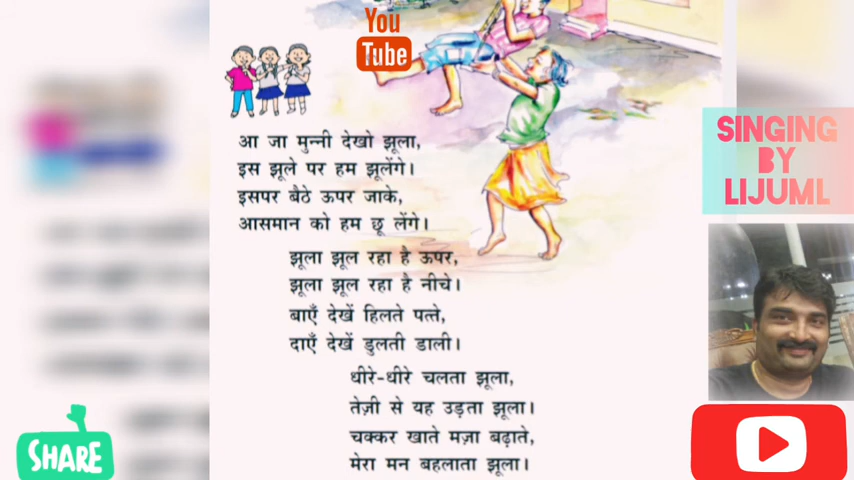 You
Tube
आ जा मुन्नी देखो झूला,
इस झूले पर हम झूलेंगे।
इसपर बैठे ऊपर जाके,
आसमान को हम छू लेंगे।
झूला झूल रहा है ऊपर,
झूला झूल रहा है नीचे।
बाएँ देखें हिलते पत्ते,
दाएँ देखें डुलती डाली।
धीरे-धीरे चलता झूला,
तेज़ी से यह उड़ता झूला।
चक्कर खाते मज़ा बढ़ाते,
मेरा मन बहलाता झूला।
SINGING
BY
LIJUML
SHARE